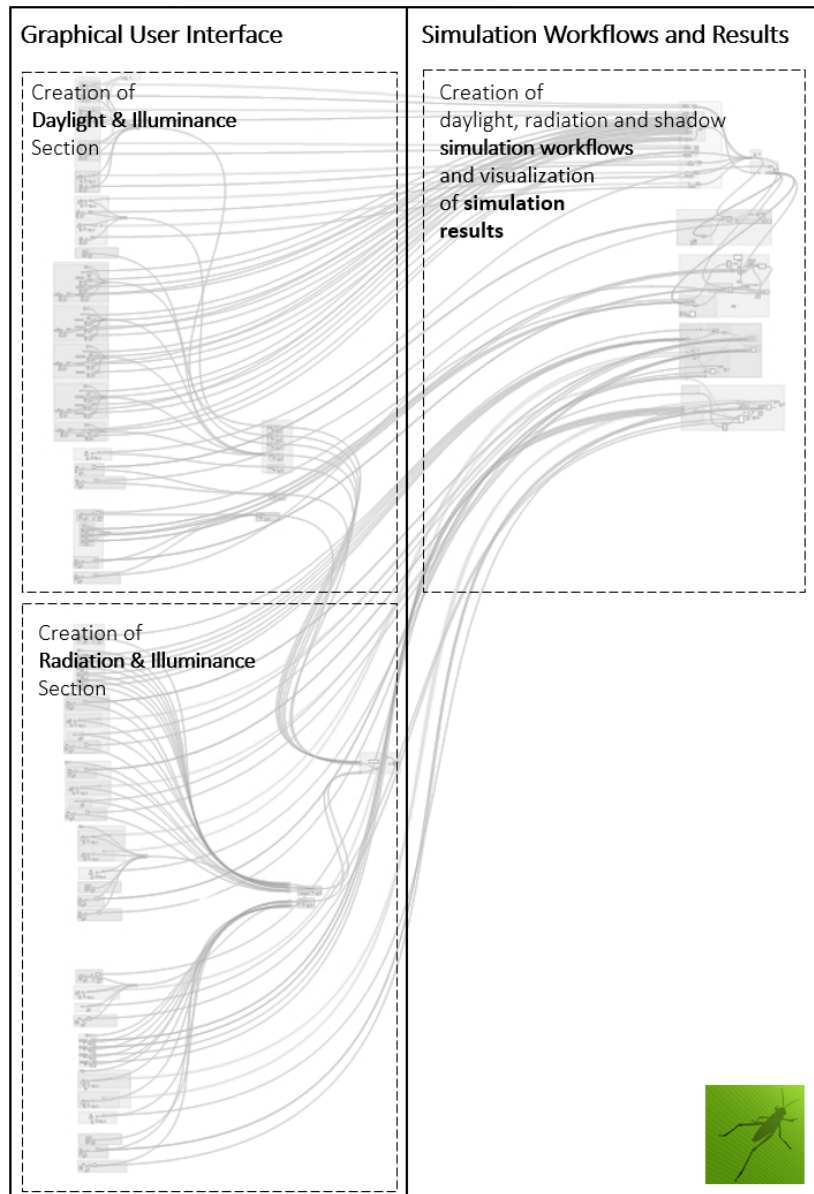 Graphical User Interface
Simulation Workflows and Results
Creation of
Daylight & Illuminance
Section
Creation of
daylight, radiation and shadow
simulation workflows
and visualization
of simulation
results
Creation of
Radiation & Illuminance
Section